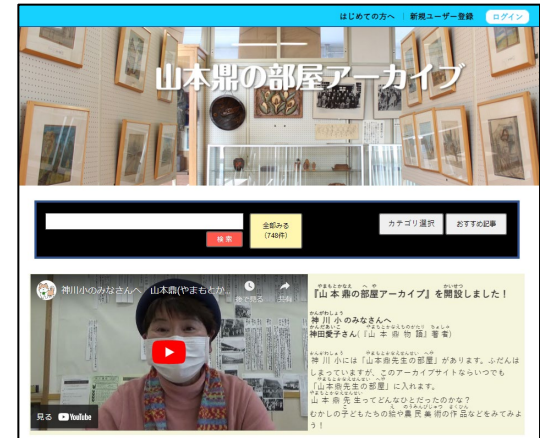 はじめての方へ
新規ユーザー登録
ログイン
山本鼎の部屋アーカイブ
検索
全部みる
(748件)
カテゴリ選択
おすすめ記事
神川小のみなさんへ 山本鼎(やまもとか…
後で見る
共有
見る YouTube
『山本鼎の部屋アーカイブ』を開設しました！
神川小のみなさんへ
神田愛子さん(『山本鼎物語』著者)
神川小には「山本鼎先生の部屋」があります。ふだんは
しまっていますが、このアーカイブサイトならいつでも
「山本鼎先生の部屋」に入れます。
山本鼎先生ってどんなひとだったのかな？
むかしの子どもたちの絵や農民美術の作品などをみてみよ
う！